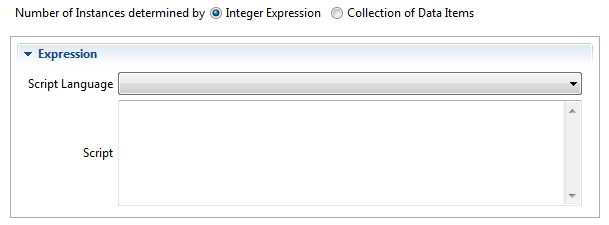 Number of Instances determined by Integer Expression Collection of Data Items
Expression
Script Language
Script